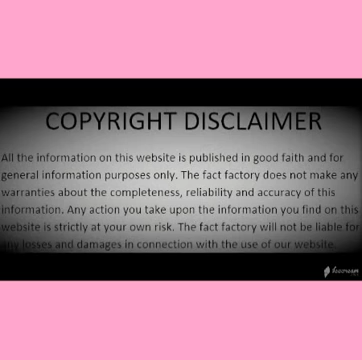 COPYRIGHT DISCLAIMER
All the information on this website is published in good faith and for
general information purposes only. The fact factory does not make any
warranties about the completeness, reliability and accuracy of this
information. Any action you take upon the information you find on this
website is strictly at your own risk. The fact factory will not be liable for
any losses and damages in connection with the use of our website.